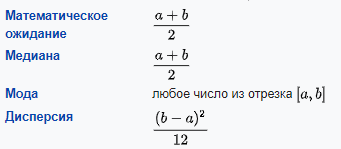 Математическое ожидание
a + b
2
Медиана
a + b
2
Мода
любое число из отрезка [a, b]
Дисперсия
(b − a)²
12